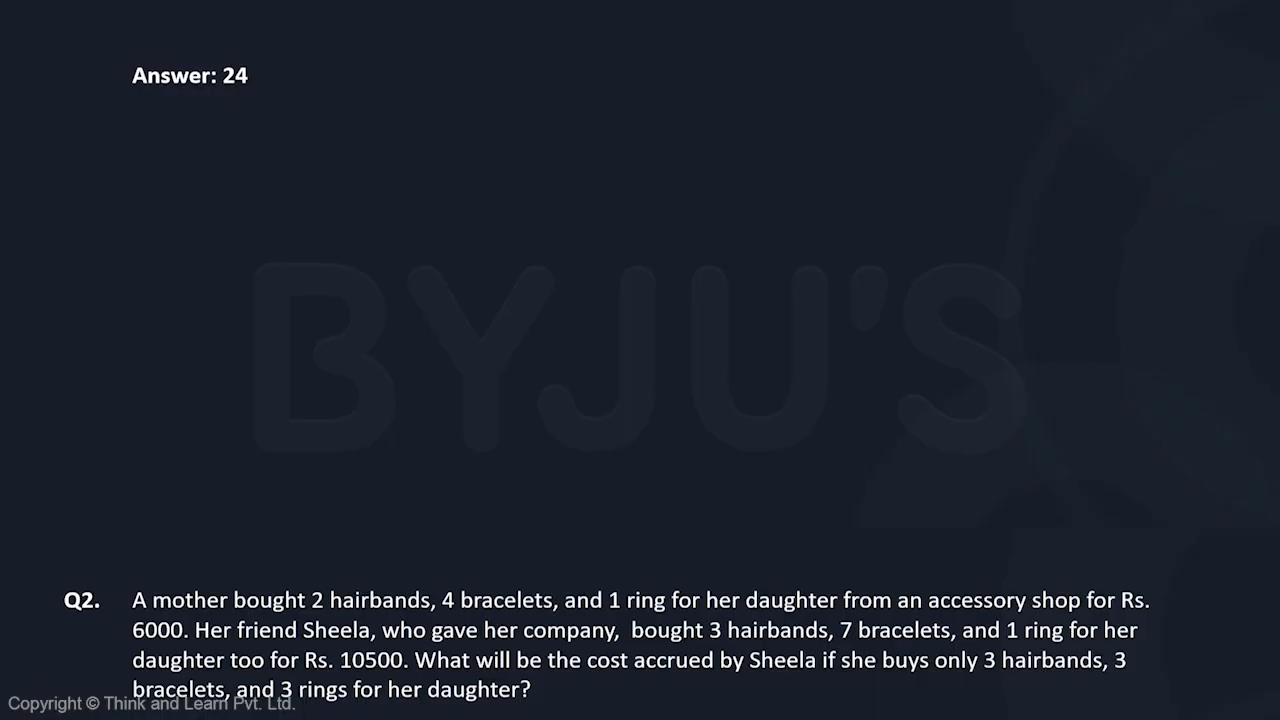 Answer: 24
BYJU'S
Q2. A mother bought 2 hairbands, 4 bracelets, and 1 ring for her daughter from an accessory shop for Rs.
6000. Her friend Sheela, who gave her company, bought 3 hairbands, 7 bracelets, and 1 ring for her
daughter too for Rs. 10500. What will be the cost accrued by Sheela if she buys only 3 hairbands, 3
bracelets, and 3 rings for her daughter?
Copyright © Think and Learn Pvt. Ltd.